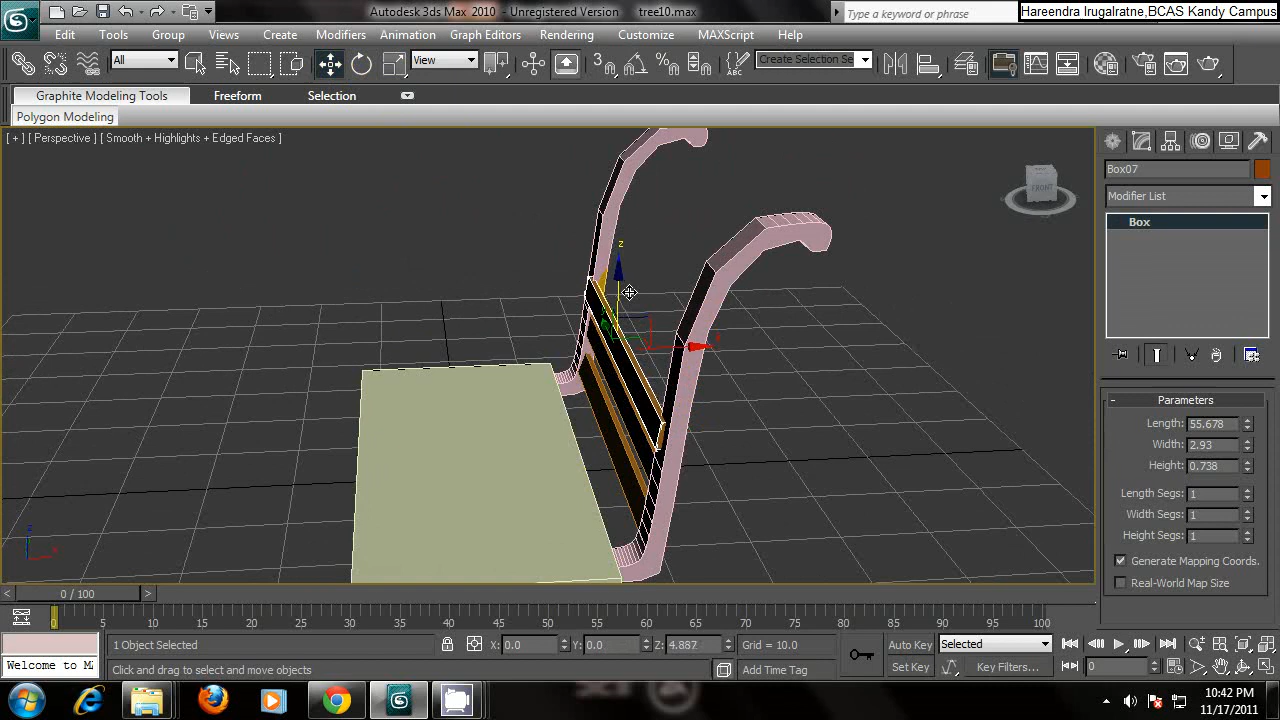 Autodesk 3ds Max 2010 - Unregistered Version tree10.max
Type a keyword or phrase
Hareendra Irugalratne,BCAS Kandy Campus
Edit Tools Group Views Create Modifiers Animation Graph Editors Rendering Customize MAXScript Help
All
View
3
Create Selection Se
Graphite Modeling Tools Freeform Selection
Polygon Modeling
[ + ] [ Perspective ] [ Smooth + Highlights + Edged Faces ]
FRONT
z
x
Box07
Modifier List
Box
Parameters
Length: 55.678
Width: 2.93
Height: 0.738
Length Segs: 1
Width Segs: 1
Height Segs: 1
Generate Mapping Coords.
Real-World Map Size
< 0 / 100 >
0 5 10 15 20 25 30 35 40 45 50 55 60 65 70 75 80 85 90 95 100
1 Object Selected X: 0.0 Y: 0.0 Z: 4.887 Grid = 10.0 Auto Key Selected
Welcome to MA Click and drag to select and move objects Add Time Tag Set Key Key Filters... 0
10:42 PM
11/17/2011